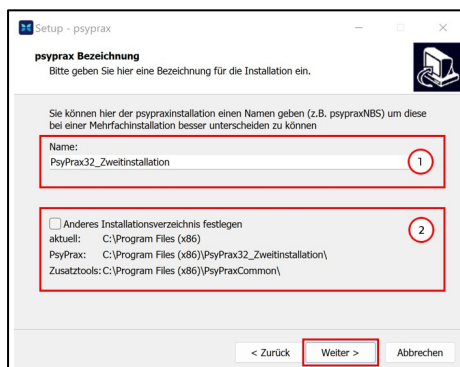 Setup - psyprax
psyprax Bezeichnung
Bitte geben Sie hier eine Bezeichnung für die Installation ein.
Sie können hier der psypraxinstallation einen Namen geben (z.B. psypraxNBS) um diese
bei einer Mehrfachinstallation besser unterscheiden zu können
Name:
PsyPrax32_Zweitinstallation
1
Anderes Installationsverzeichnis festlegen
2
aktuell: C:\Program Files (x86)
PsyPrax: C:\Program Files (x86)\PsyPrax32_Zweitinstallation\
Zusatztools: C:\Program Files (x86)\PsyPraxCommon\
< Zurück Weiter > Abbrechen